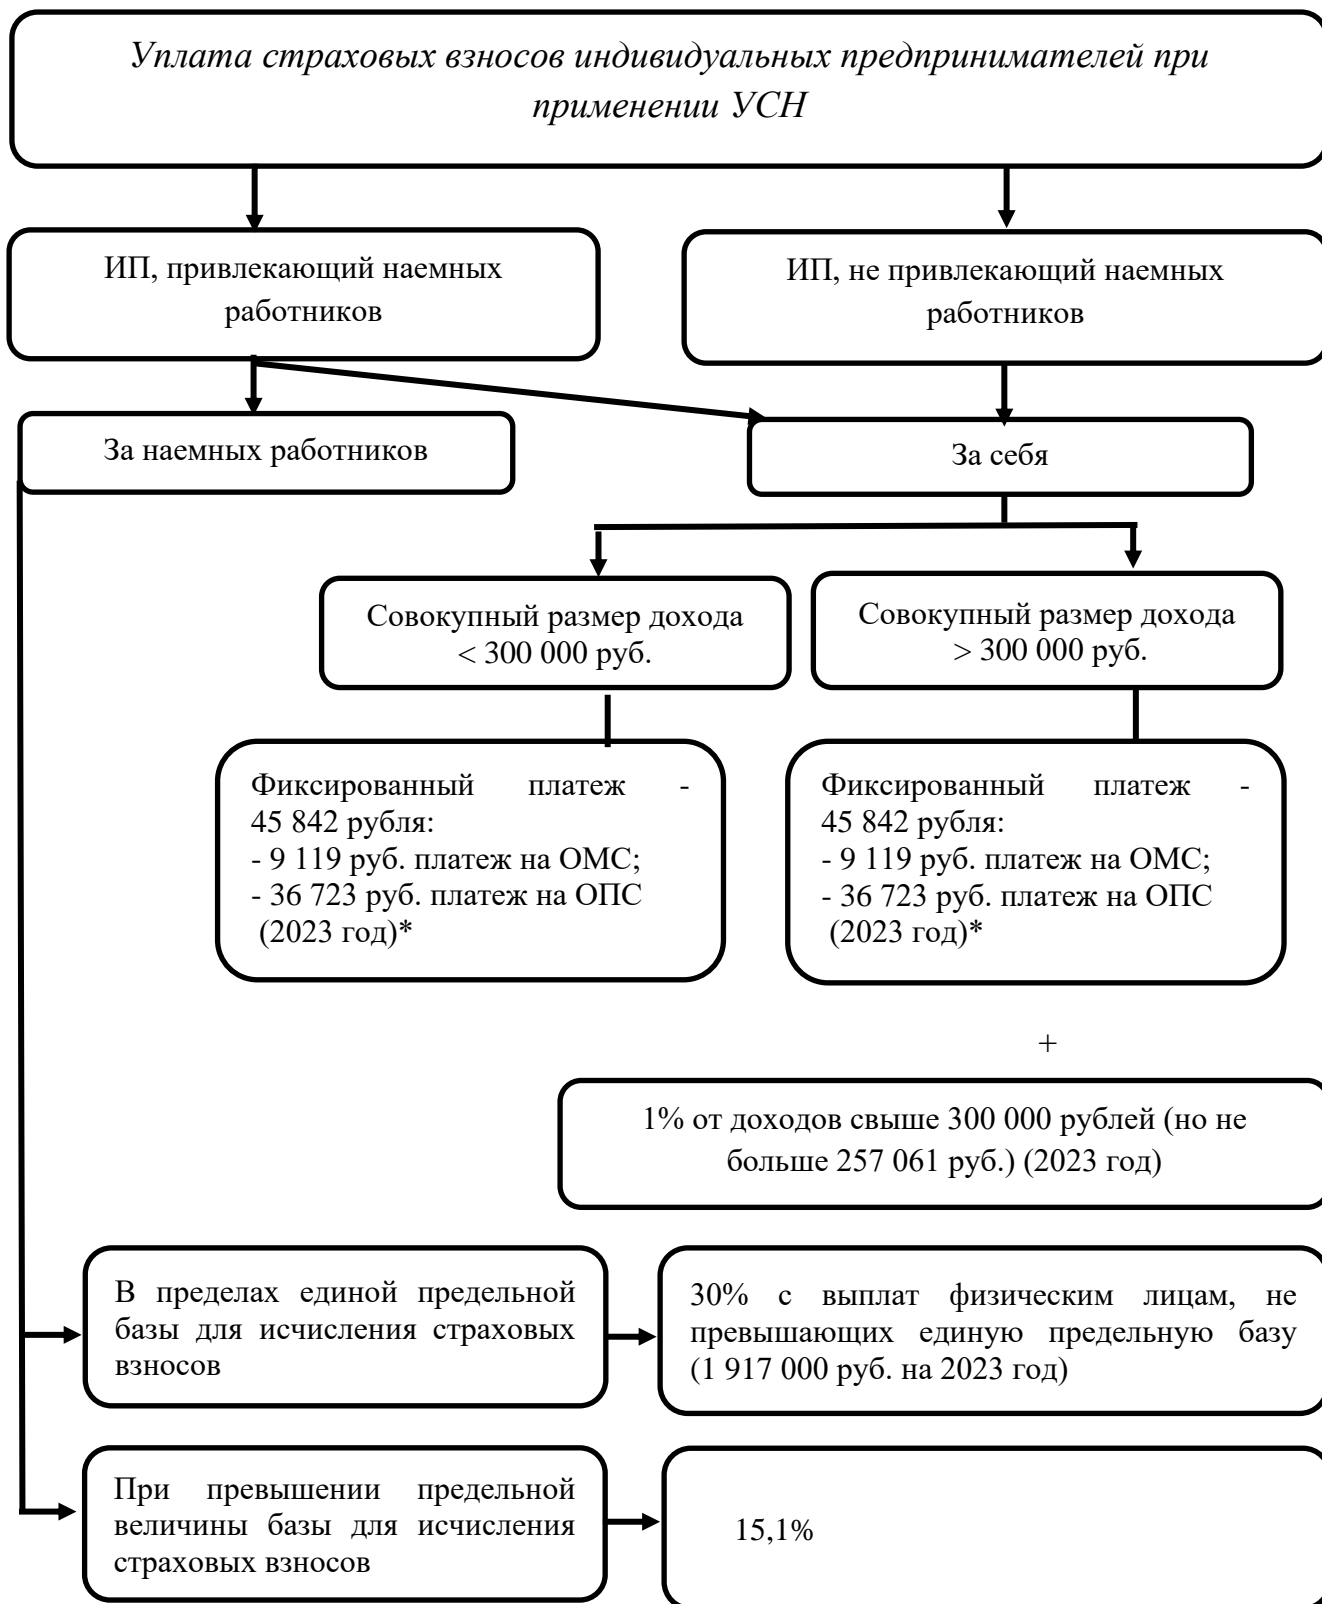 Уплата страховых взносов индивидуальных предпринимателей при
применении УСН
ИП, привлекающий наемных
работников
ИП, не привлекающий наемных
работников
За наемных работников
За себя
Совокупный размер дохода
< 300 000 руб.
Совокупный размер дохода
> 300 000 руб.
Фиксированный платеж -
45 842 рубля:
- 9 119 руб. платеж на ОМС;
- 36 723 руб. платеж на ОПС
(2023 год)*
Фиксированный платеж -
45 842 рубля:
- 9 119 руб. платеж на ОМС;
- 36 723 руб. платеж на ОПС
(2023 год)*
+
1% от доходов свыше 300 000 рублей (но не
больше 257 061 руб.) (2023 год)
В пределах единой предельной
базы для исчисления страховых
взносов
30% с выплат физическим лицам, не
превышающих единую предельную базу
(1 917 000 руб. на 2023 год)
При превышении предельной
величины базы для исчисления
страховых взносов
15,1%